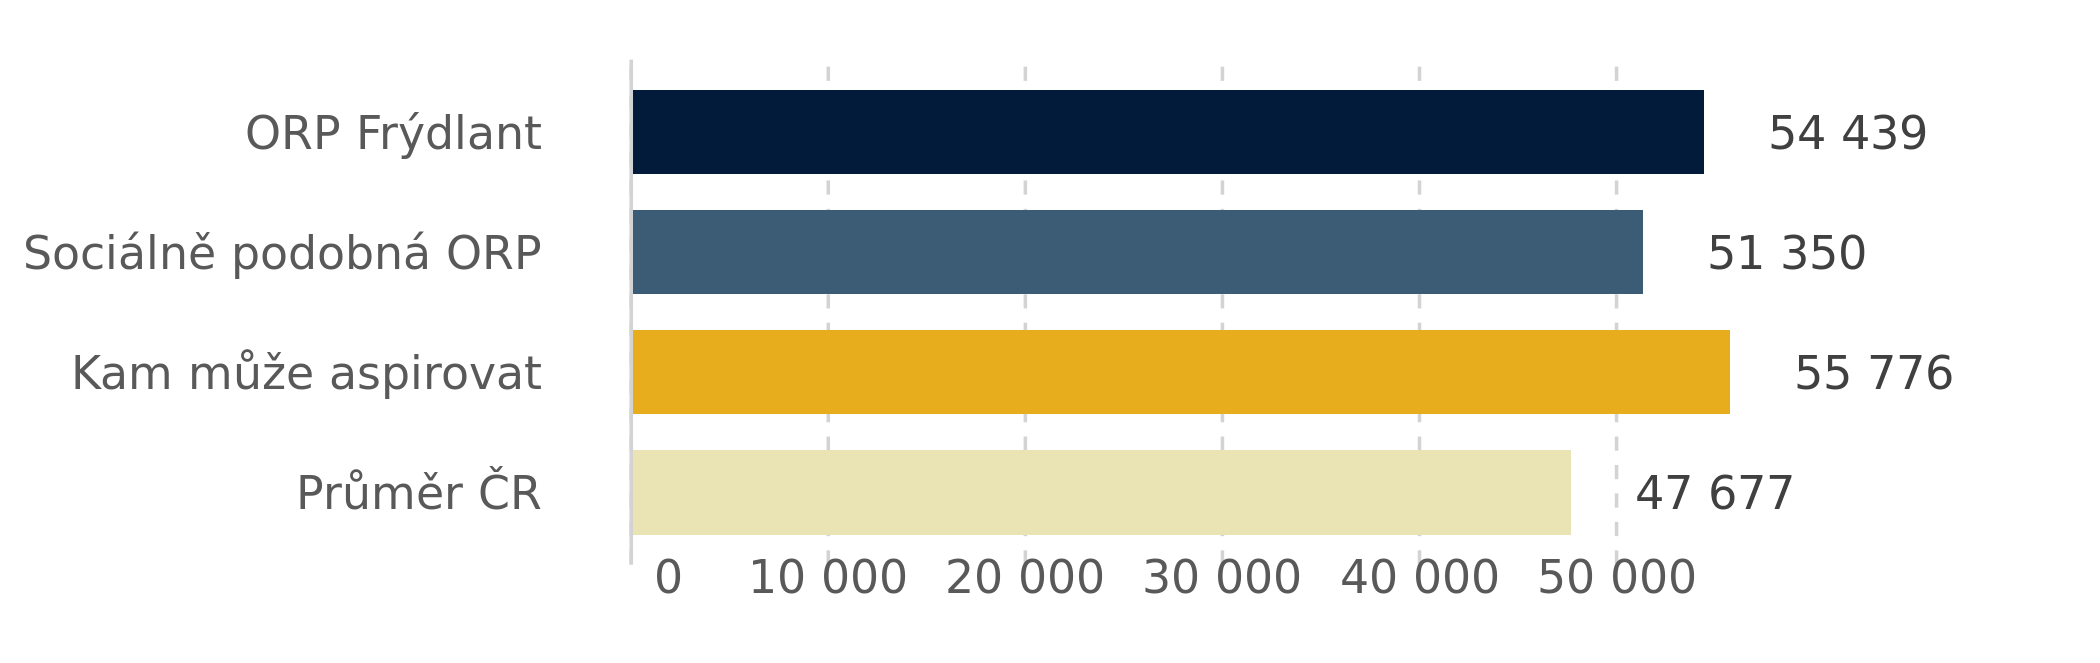 ORP Frýdlant 54 439
Sociálně podobná ORP 51 350
Kam může aspirovat 55 776
Průměr ČR 47 677
0 10 000 20 000 30 000 40 000 50 000